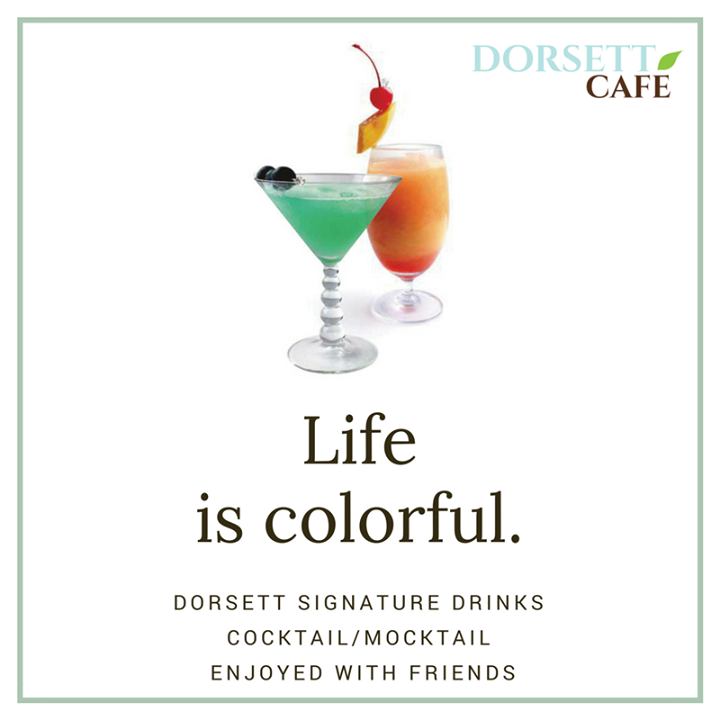 DORSETT
CAFE
Life
is colorful.
DORSETT SIGNATURE DRINKS
COCKTAIL/MOCKTAIL
ENJOYED WITH FRIENDS